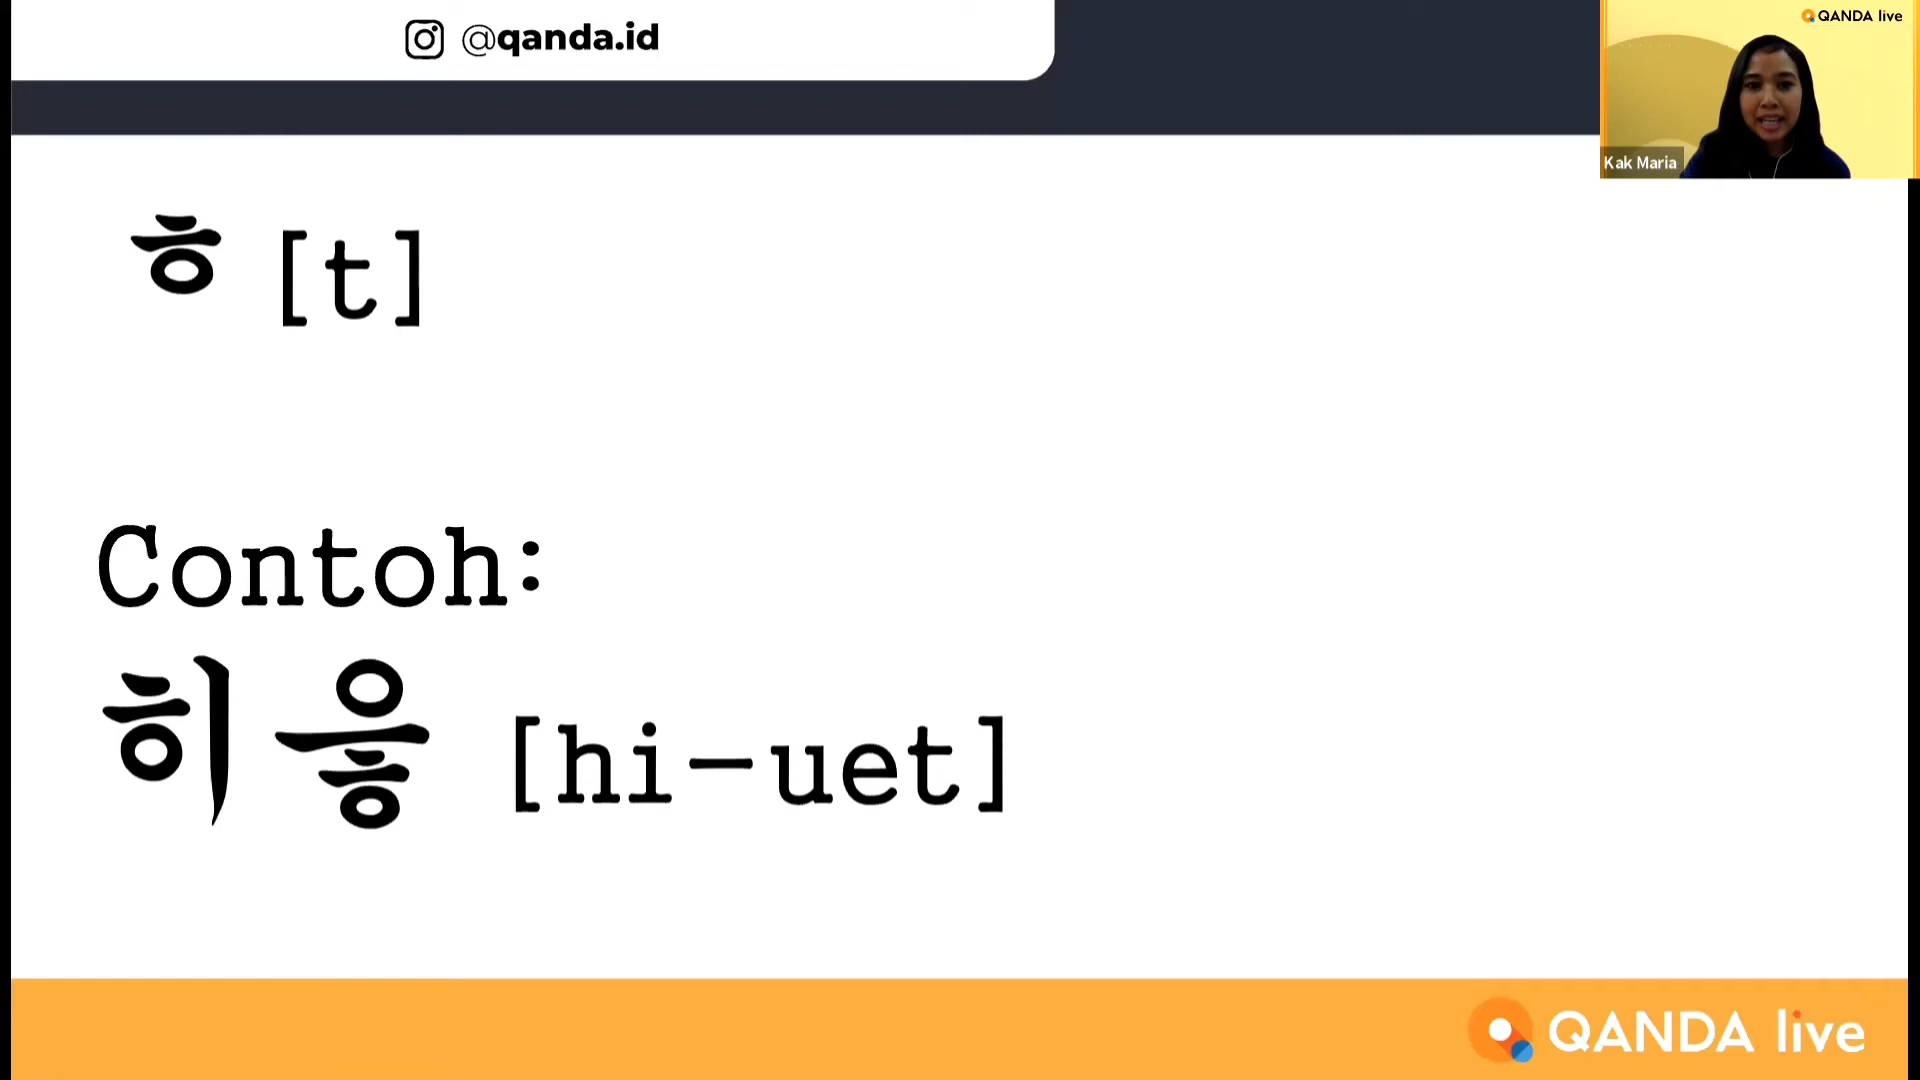 @qanda.id
QANDA live
Kak Maria
ㅎ [t]
Contoh:
히읗 [hi-uet]
QANDA live